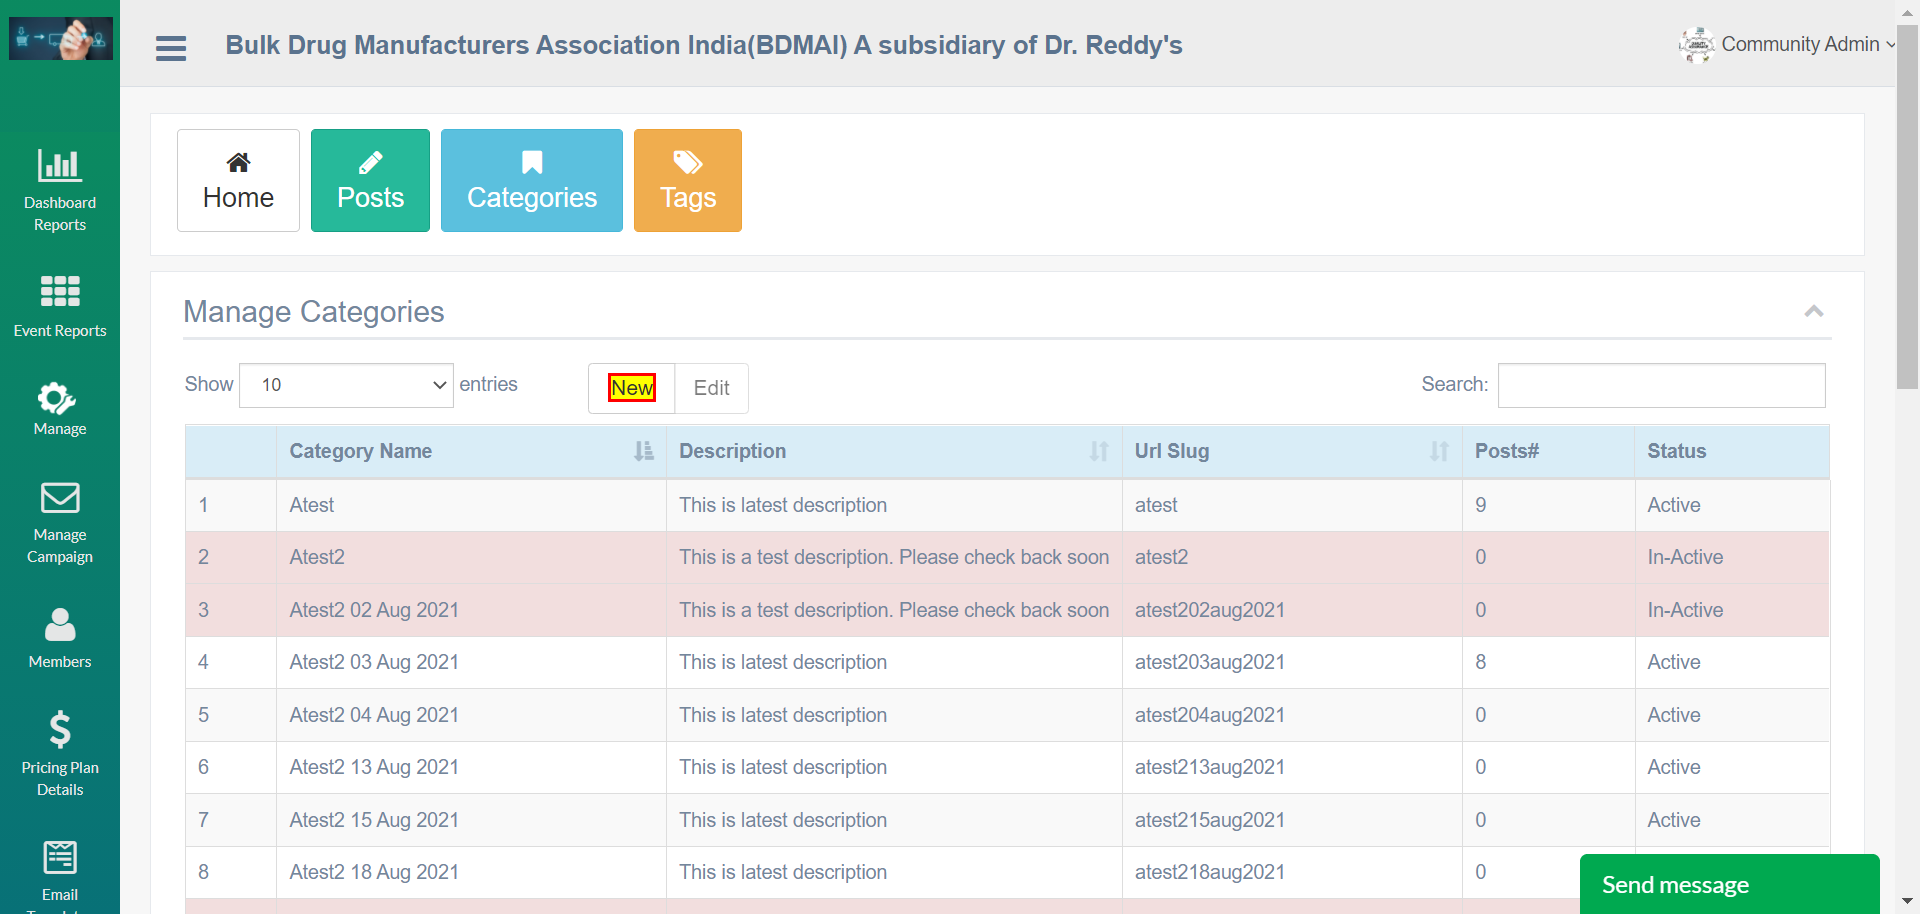 Bulk Drug Manufacturers Association India(BDMAI) A subsidiary of Dr. Reddy's
Community Admin
Dashboard
Reports
Event Reports
Manage
Manage
Campaign
Members
Pricing Plan
Details
Email
Home
Posts
Categories
Tags
Manage Categories
Show 10 entries
New
Edit
Search:
Category Name Description Url Slug Posts# Status
1 Atest This is latest description atest 9 Active
2 Atest2 This is a test description. Please check back soon atest2 0 In-Active
3 Atest2 02 Aug 2021 This is a test description. Please check back soon atest202aug2021 0 In-Active
4 Atest2 03 Aug 2021 This is latest description atest203aug2021 8 Active
5 Atest2 04 Aug 2021 This is latest description atest204aug2021 0 Active
6 Atest2 13 Aug 2021 This is latest description atest213aug2021 0 Active
7 Atest2 15 Aug 2021 This is latest description atest215aug2021 0 Active
8 Atest2 18 Aug 2021 This is latest description atest218aug2021 0
Send message